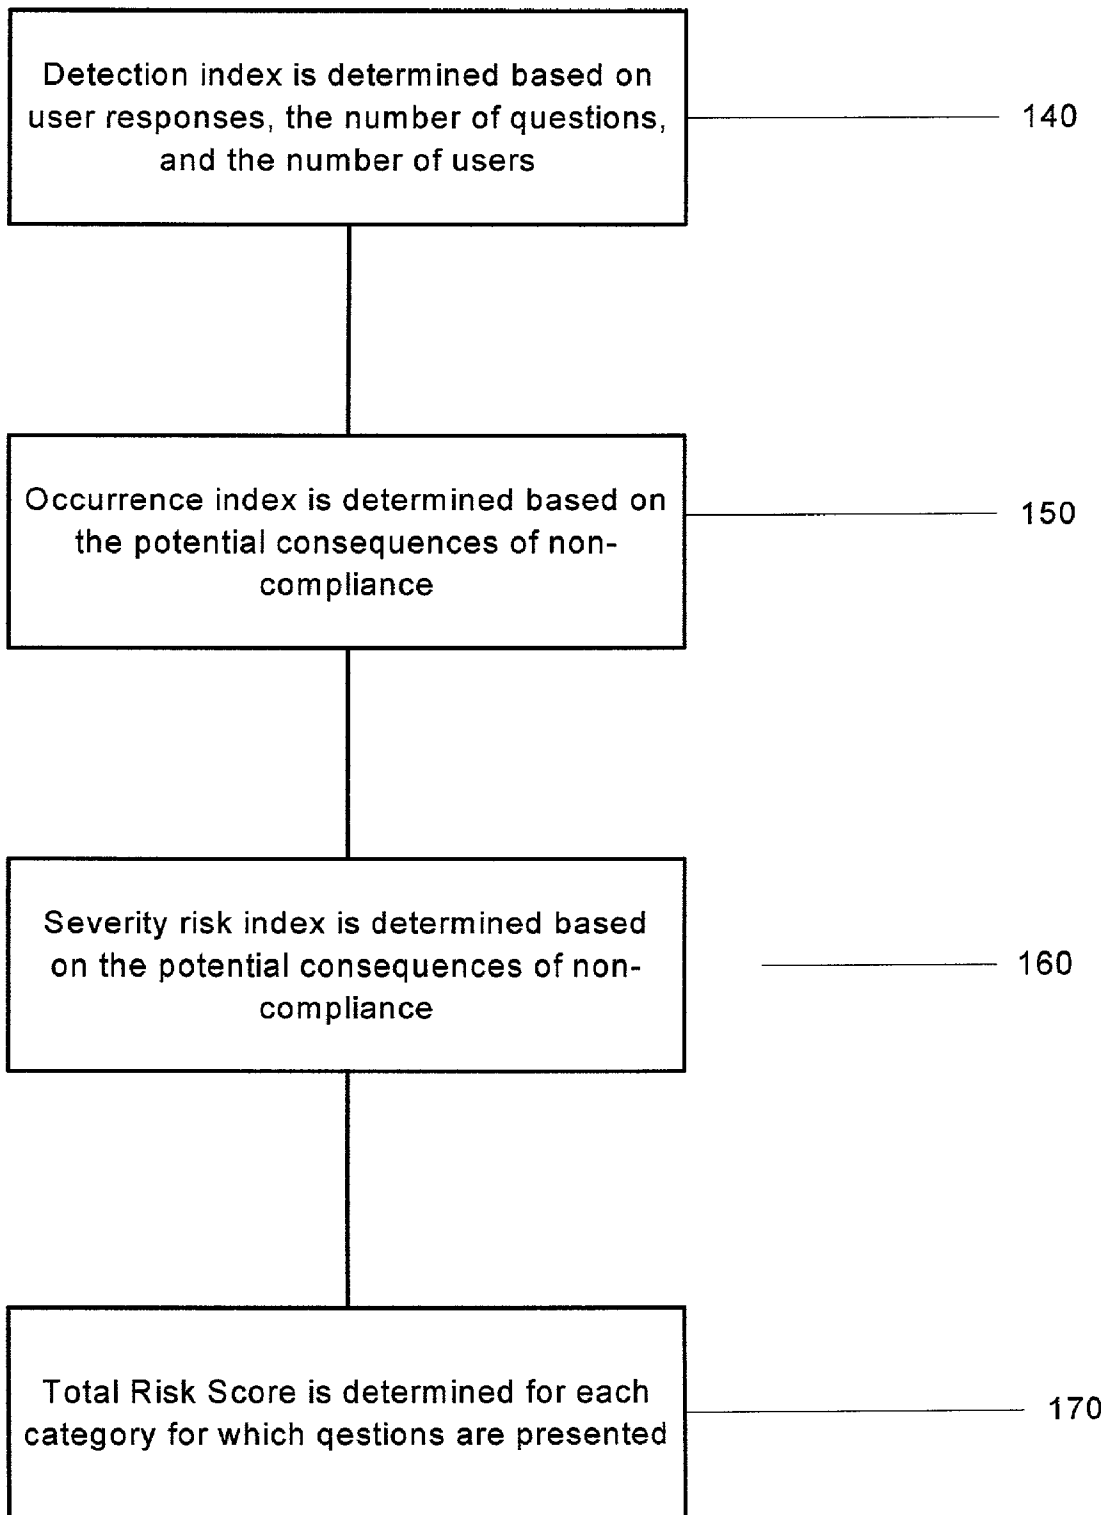 Detection index is determined based on
user responses, the number of questions,
and the number of users
140
Occurrence index is determined based on
the potential consequences of non-
compliance
150
Severity risk index is determined based
on the potential consequences of non-
compliance
160
Total Risk Score is determined for each
category for which qestions are presented
170